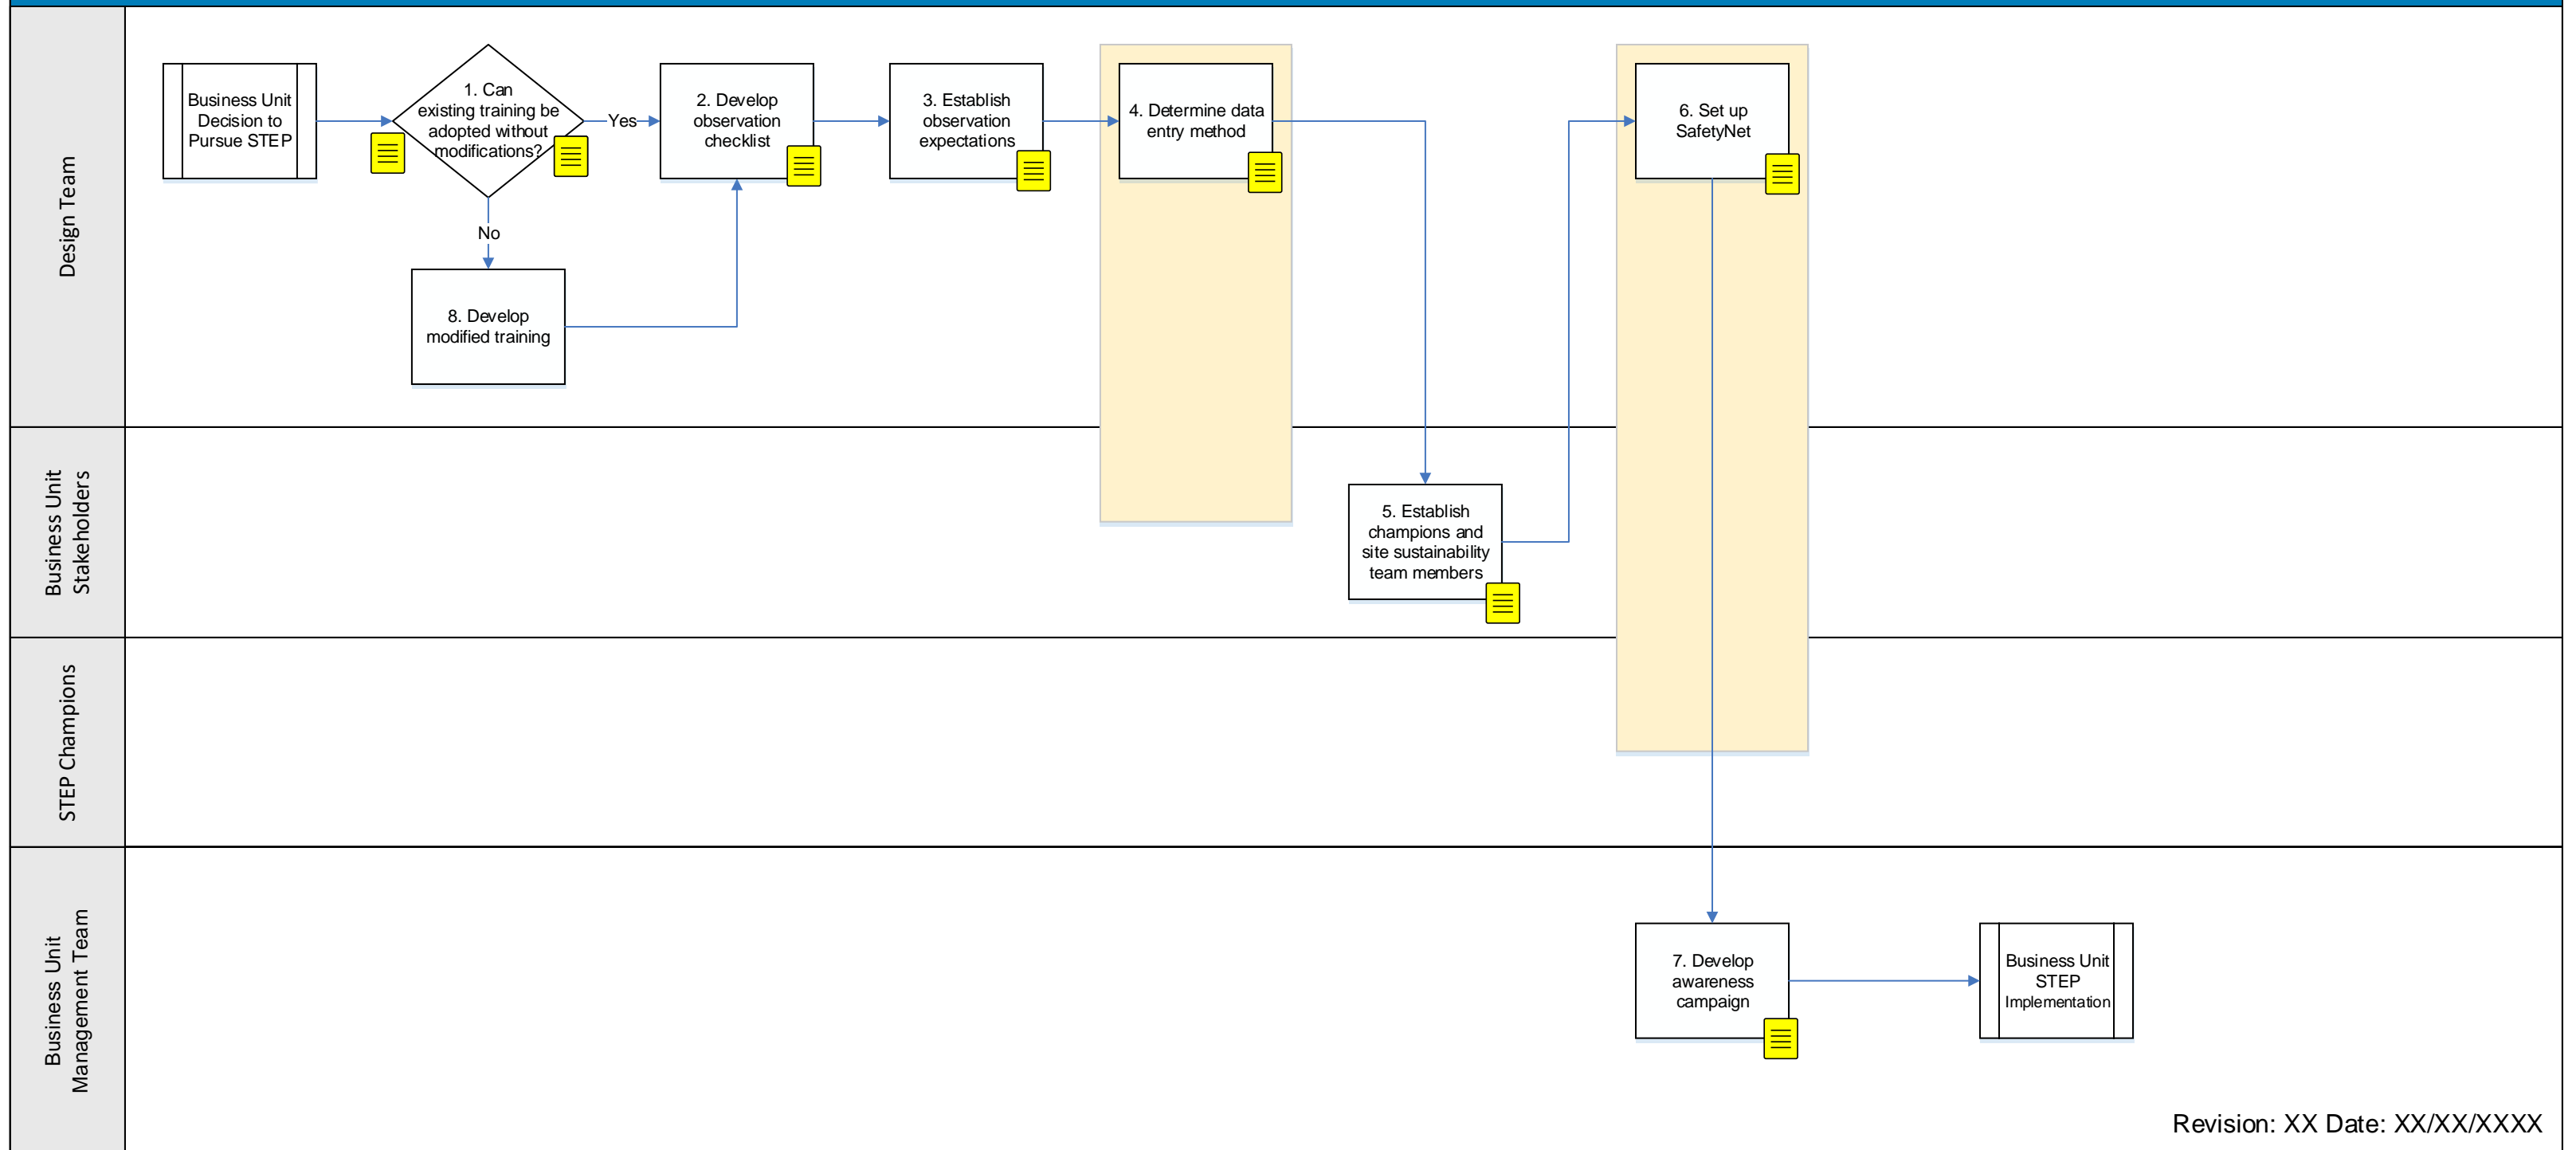 Design Team
Business Unit
Decision to
Pursue STEP
1. Can
existing training be
adopted without
modifications?
Yes
No
2. Develop
observation
checklist
3. Establish
observation
expectations
4. Determine data
entry method
6. Set up
SafetyNet
8. Develop
modified training
Business Unit
Stakeholders
5. Establish
champions and
site sustainability
team members
STEP Champions
Business Unit
Management Team
7. Develop
awareness
campaign
Business Unit
STEP
Implementation
Revision: XX Date: XX/XX/XXXX